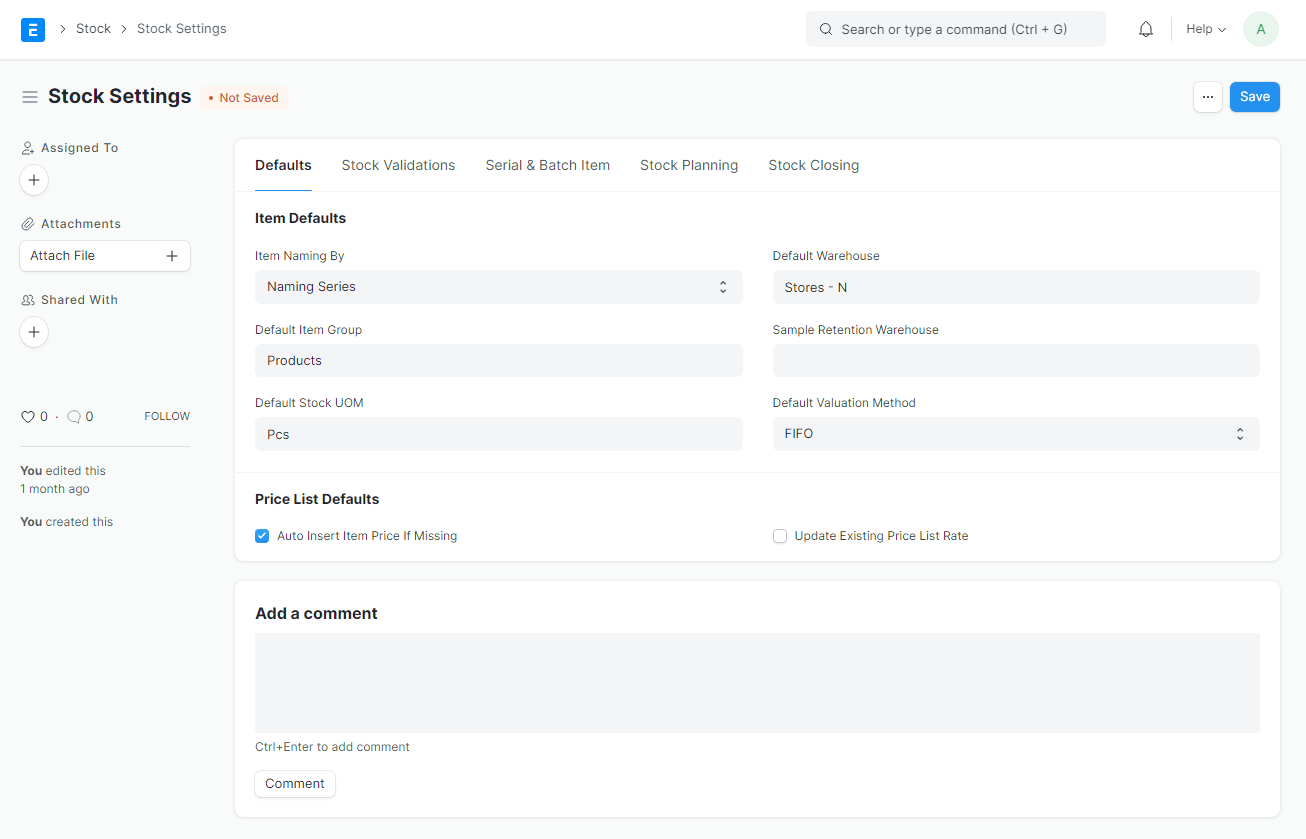 E
Stock
Stock Settings
Search or type a command (Ctrl + G)
Help
A
Stock Settings
• Not Saved
...
Save
Assigned To
Attachments
Attach File
Shared With
0 · 0 FOLLOW
You edited this
1 month ago
You created this
Defaults
Stock Validations
Serial & Batch Item
Stock Planning
Stock Closing
Item Defaults
Item Naming By
Naming Series
Default Item Group
Products
Default Stock UOM
Pcs
Default Warehouse
Stores - N
Sample Retention Warehouse
Default Valuation Method
FIFO
Price List Defaults
Auto Insert Item Price If Missing
Update Existing Price List Rate
Add a comment
Ctrl+Enter to add comment
Comment